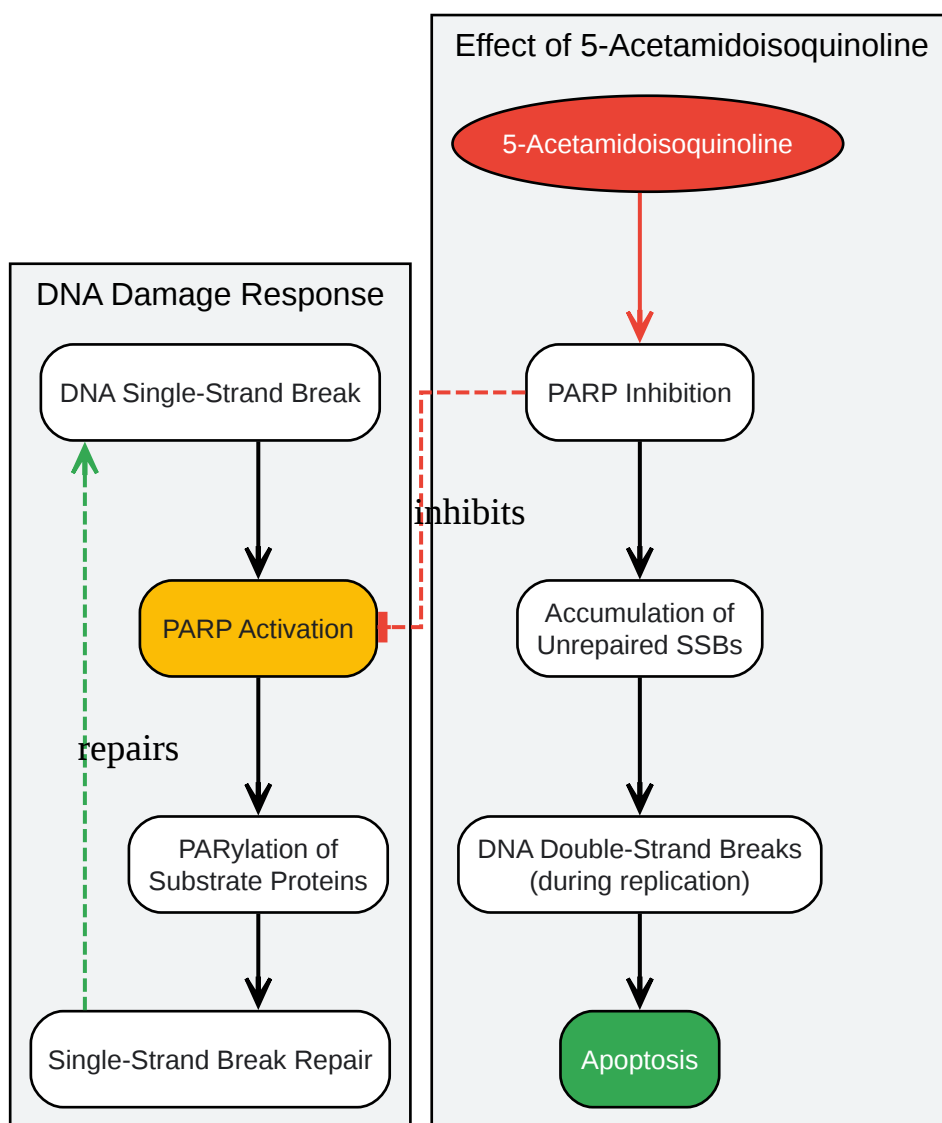 Effect of 5-Acetamidoisoquinoline
5-Acetamidoisoquinoline
DNA Damage Response
DNA Single-Strand Break
PARP Inhibition
inhibits
PARP Activation
Accumulation of
Unrepaired SSBs
repairs
PARylation of
Substrate Proteins
DNA Double-Strand Breaks
(during replication)
Single-Strand Break Repair
Apoptosis